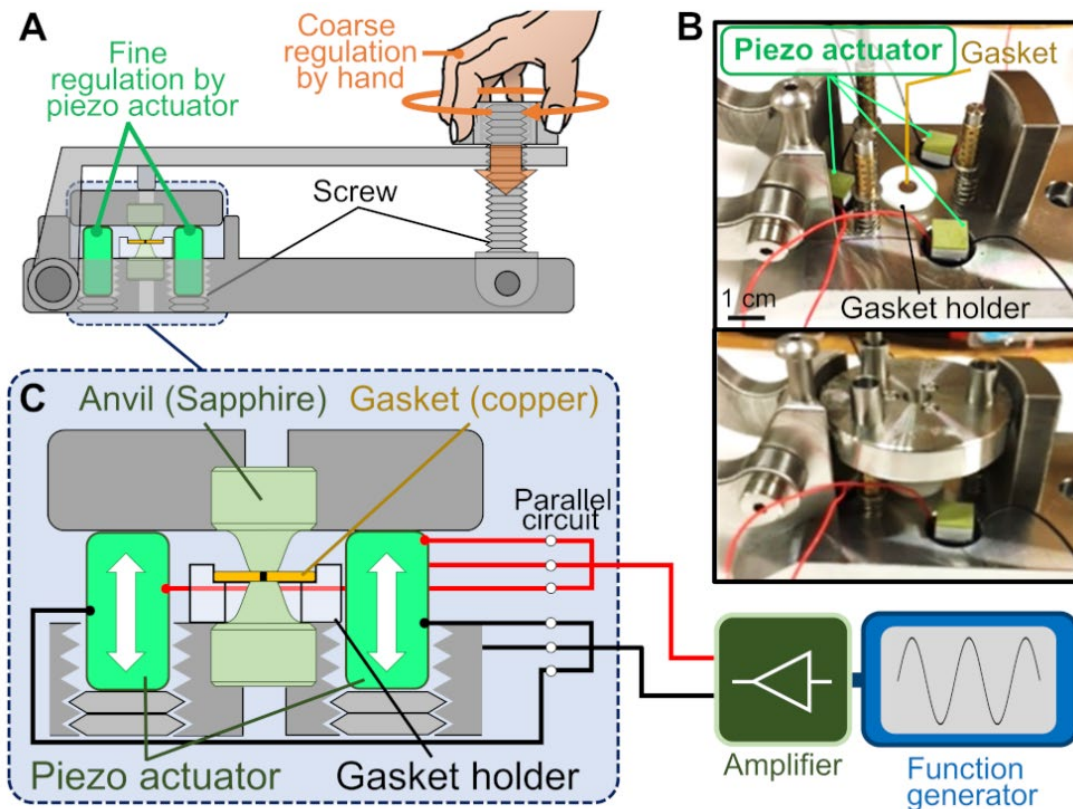 A
Fine
regulation by
piezo actuator
Coarse
regulation
by hand
Screw
B
Piezo actuator
Gasket
1 cm
Gasket holder
C
Anvil (Sapphire)
Gasket (copper)
Parallel
circuit
Piezo actuator
Gasket holder
Amplifier
Function
generator